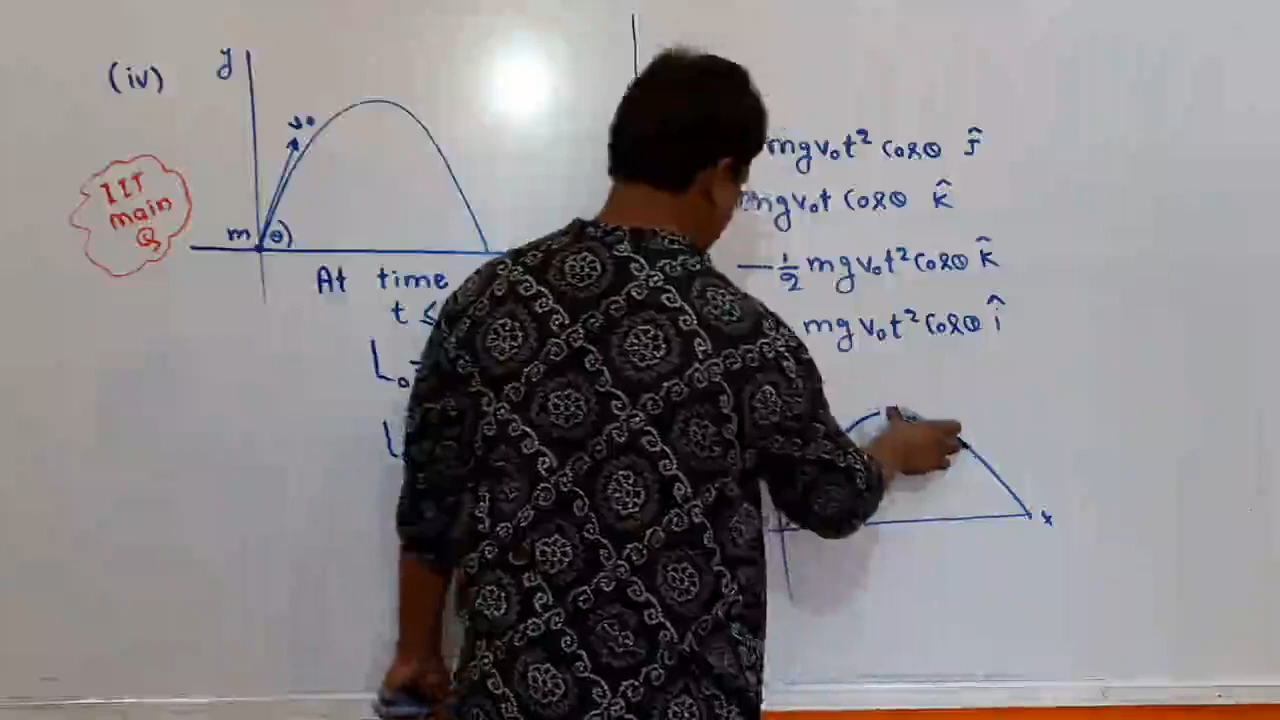 (iv)
y
v₀
IIT
main
Q
m θ
At time
t ≤
L₀
mgv₀t² cosθ ĵ
mgv₀t cosθ k̂
-½ mgv₀t² cosθ k̂
mgv₀t² cosθ î
x